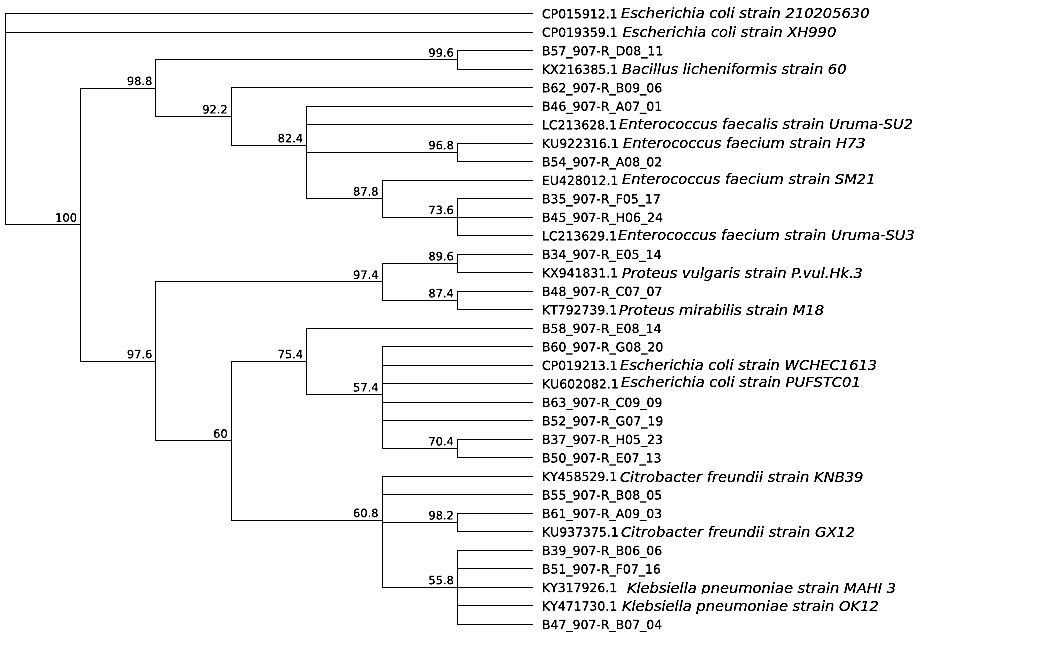 CP015912.1 Escherichia coli strain 210205630
CP019359.1 Escherichia coli strain XH990
B57_907-R_D08_11
99.6
KX216385.1 Bacillus licheniformis strain 60
98.8
B62_907-R_B09_06
92.2
B46_907-R_A07_01
LC213628.1 Enterococcus faecalis strain Uruma-SU2
82.4
KU922316.1 Enterococcus faecium strain H73
96.8
B54_907-R_A08_02
EU428012.1 Enterococcus faecium strain SM21
87.8
B35_907-R_F05_17
73.6
B45_907-R_H06_24
100
LC213629.1 Enterococcus faecium strain Uruma-SU3
B34_907-R_E05_14
89.6
KX941831.1 Proteus vulgaris strain P.vul.Hk.3
97.4
B48_907-R_C07_07
87.4
KT792739.1 Proteus mirabilis strain M18
B58_907-R_E08_14
97.6
75.4
B60_907-R_G08_20
CP019213.1 Escherichia coli strain WCHEC1613
KU602082.1 Escherichia coli strain PUFSTC01
57.4
B63_907-R_C09_09
B52_907-R_G07_19
60
B37_907-R_H05_23
70.4
B50_907-R_E07_13
KY458529.1 Citrobacter freundii strain KNB39
B55_907-R_B08_05
60.8
B61_907-R_A09_03
98.2
KU937375.1 Citrobacter freundii strain GX12
B39_907-R_B06_06
B51_907-R_F07_16
55.8
KY317926.1 Klebsiella pneumoniae strain MAHI 3
KY471730.1 Klebsiella pneumoniae strain OK12
B47_907-R_B07_04